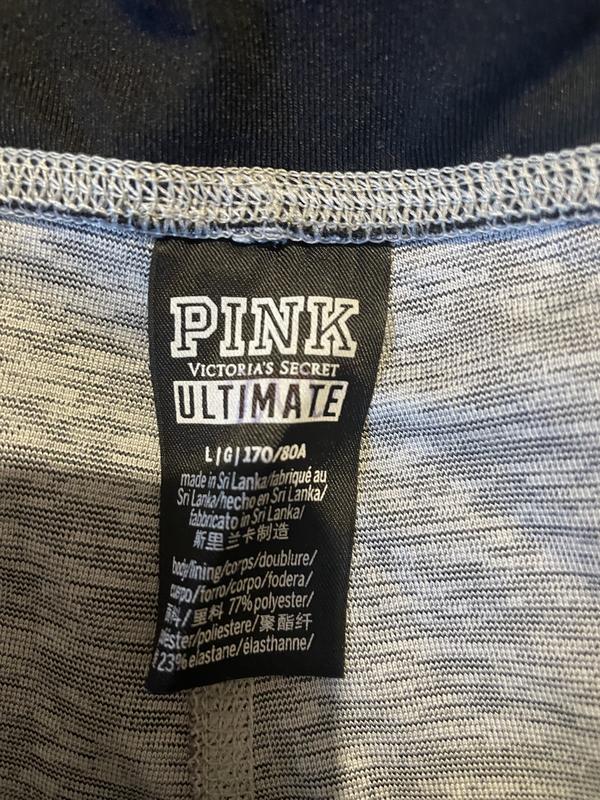 PINK
VICTORIA'S SECRET
ULTIMATE
L|G|170/80A
made in Sri Lanka/fabriqué au
Sri Lanka/hecho en Sri Lanka/
fabbricato in Sri Lanka/
斯里兰卡制造
body/lining/corps/doublure/
cuerpo/forro/corpo/fodera/
里料 77% polyester/
poliestere/聚酯纤
23% elastane/élasthanne/